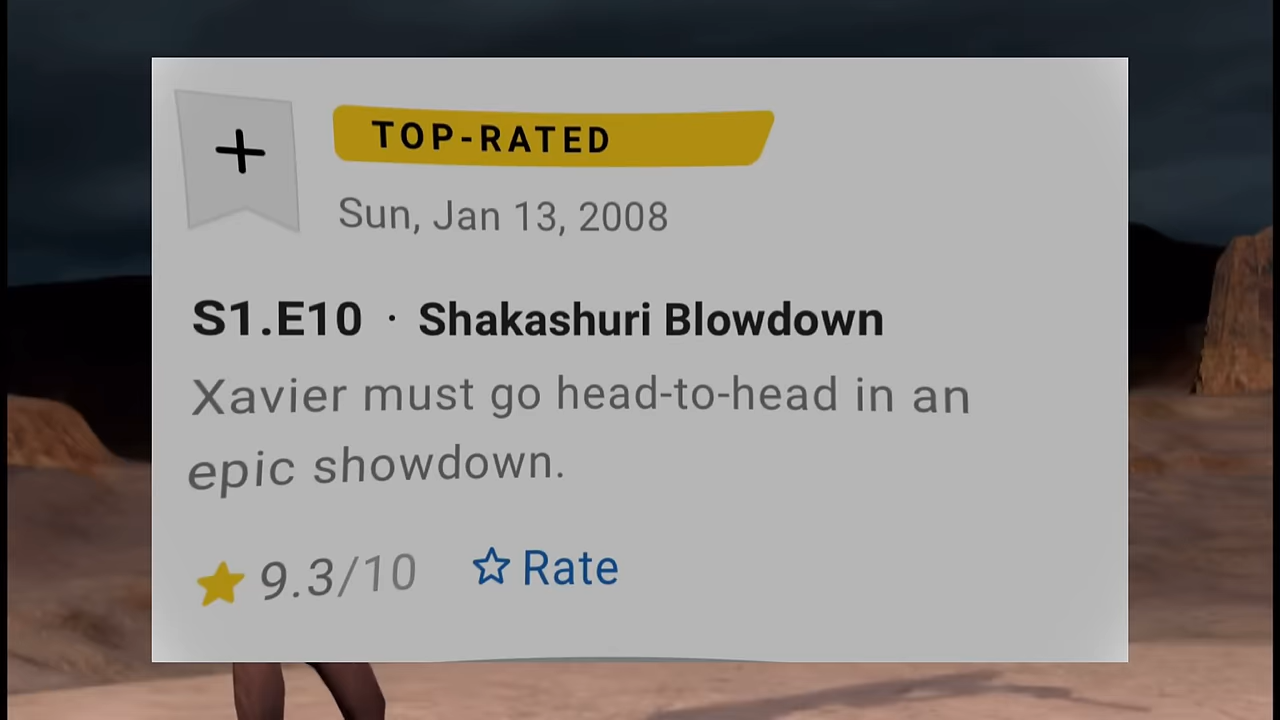 TOP-RATED
Sun, Jan 13, 2008
S1.E10 · Shakashuri Blowdown
Xavier must go head-to-head in an
epic showdown.
9.3/10 Rate